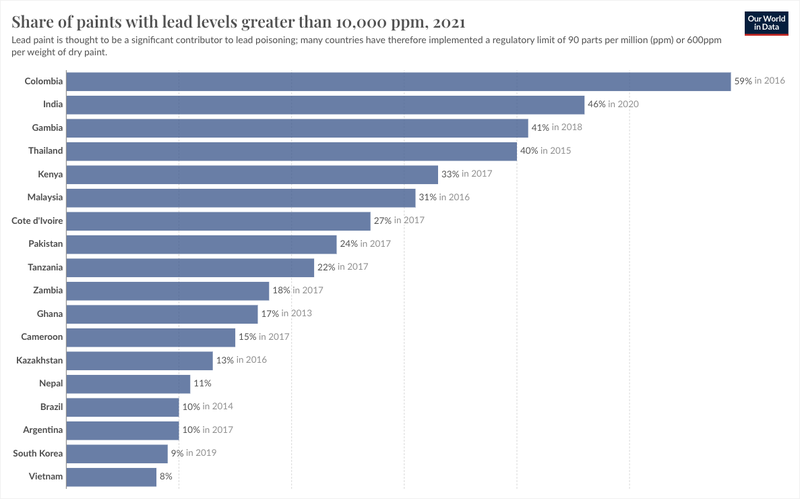 Share of paints with lead levels greater than 10,000 ppm, 2021
Our World
in Data
Lead paint is thought to be a significant contributor to lead poisoning; many countries have therefore implemented a regulatory limit of 90 parts per million (ppm) or 600ppm
per weight of dry paint.
Colombia 59% in 2016
India 46% in 2020
Gambia 41% in 2018
Thailand 40% in 2015
Kenya 33% in 2017
Malaysia 31% in 2016
Cote d'Ivoire 27% in 2017
Pakistan 24% in 2017
Tanzania 22% in 2017
Zambia 18% in 2017
Ghana 17% in 2013
Cameroon 15% in 2017
Kazakhstan 13% in 2016
Nepal 11%
Brazil 10% in 2014
Argentina 10% in 2017
South Korea 9% in 2019
Vietnam 8%